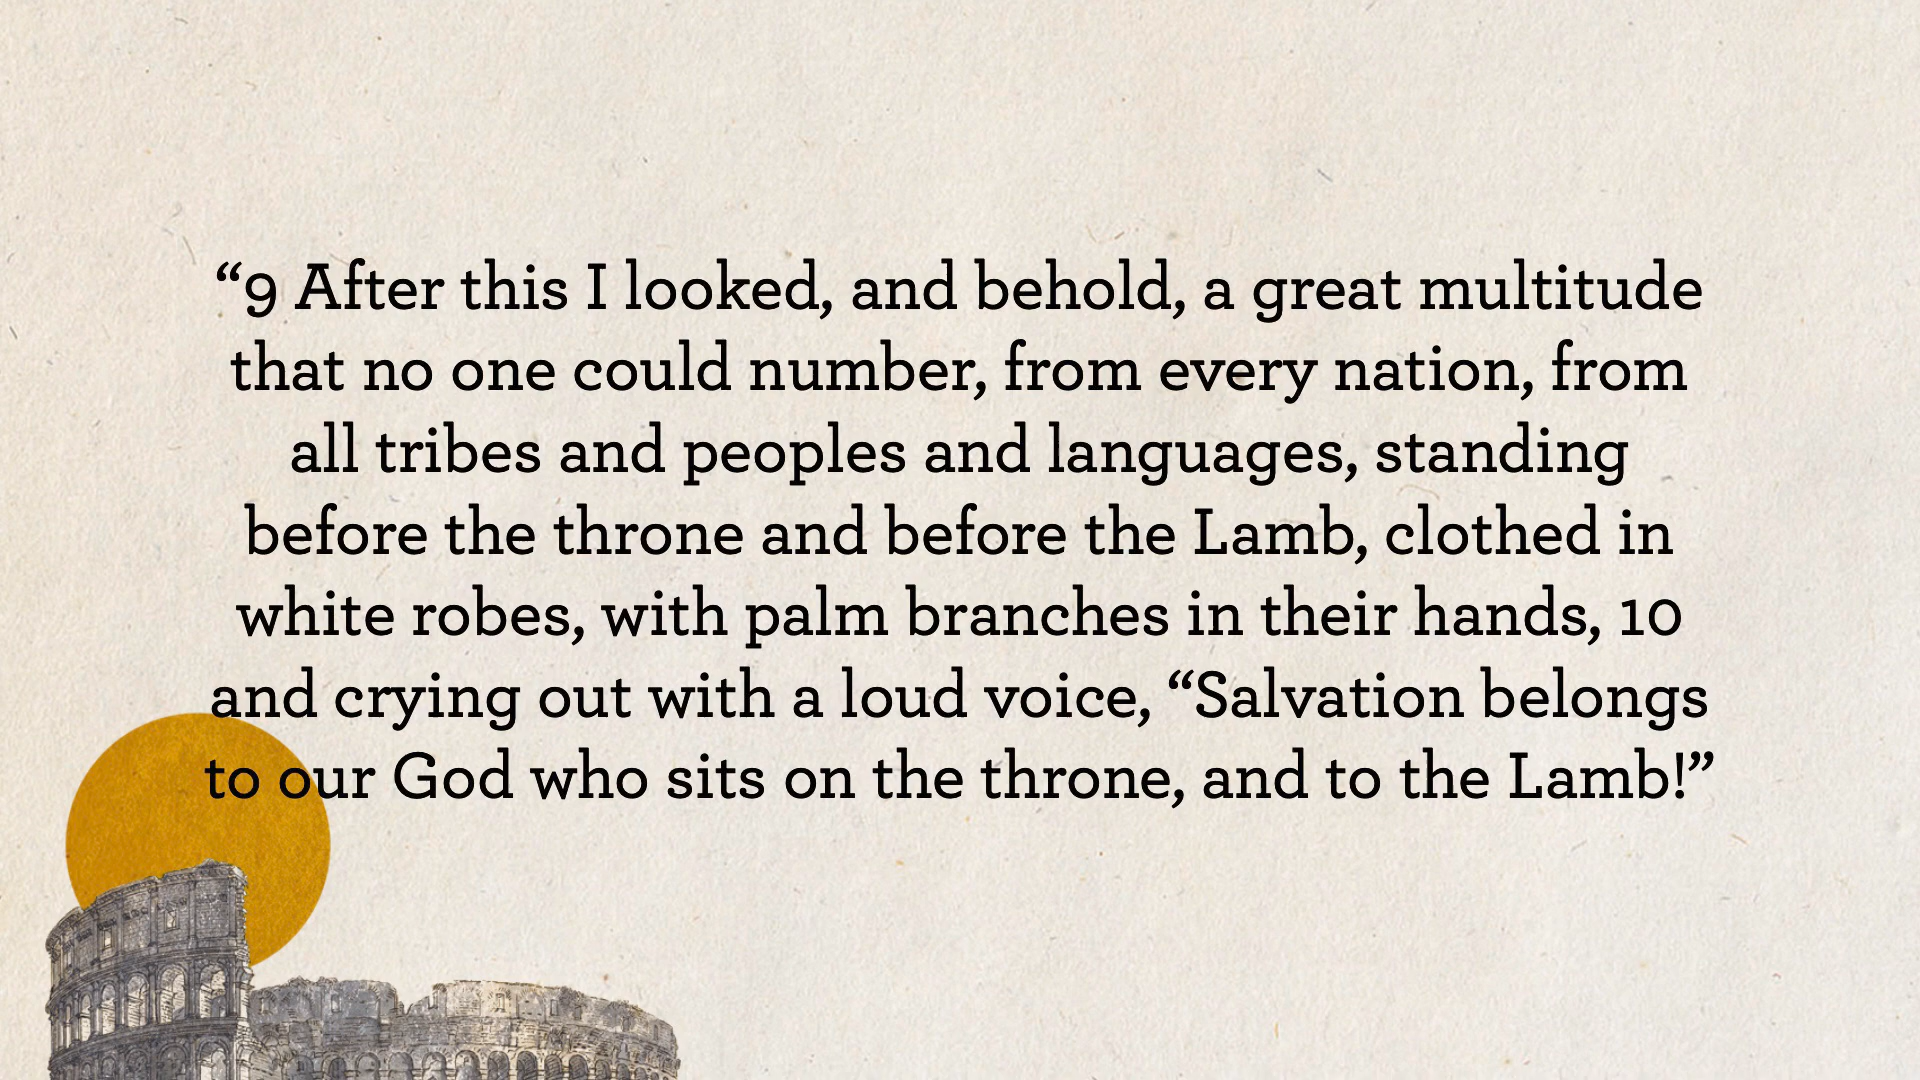 “9 After this I looked, and behold, a great multitude
that no one could number, from every nation, from
all tribes and peoples and languages, standing
before the throne and before the Lamb, clothed in
white robes, with palm branches in their hands, 10
and crying out with a loud voice, “Salvation belongs
to our God who sits on the throne, and to the Lamb!”